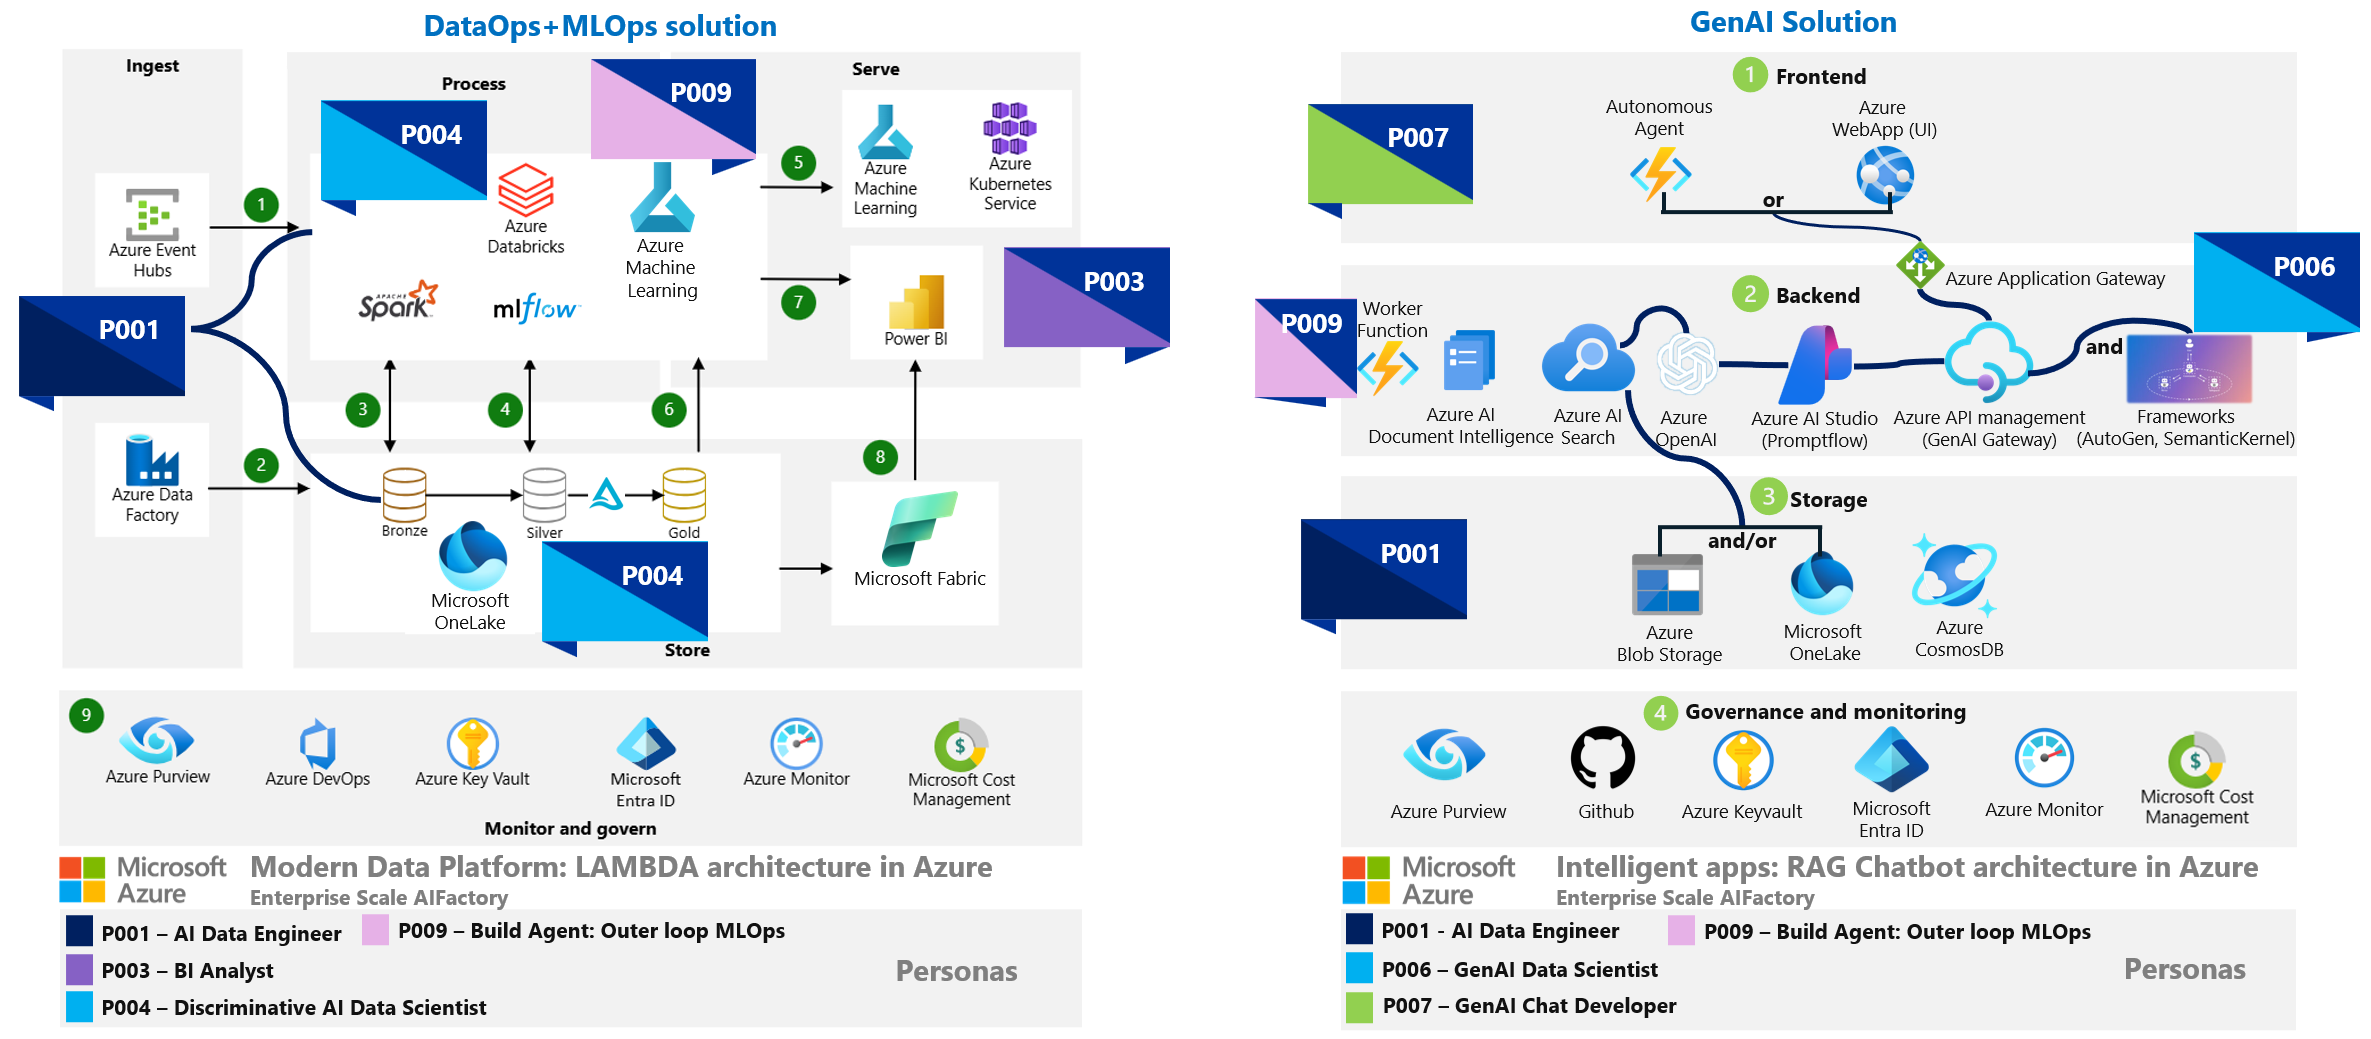 DataOps+MLOps solution
Ingest
Process
Serve
P004
P009
Azure Event
Hubs
1
Azure
Databricks
Azure
Machine
Learning
APACHE
Spark
mlflow
5
Azure
Machine
Learning
Azure
Kubernetes
Service
7
Power BI
P003
P001
3
4
6
8
Azure Data
Factory
2
Bronze
Silver
Gold
Microsoft
OneLake
P004
Microsoft Fabric
Store
9
Azure Purview
Azure DevOps
Azure Key Vault
Microsoft
Entra ID
Azure Monitor
Microsoft Cost
Management
Monitor and govern
Microsoft
Azure
Modern Data Platform: LAMBDA architecture in Azure
Enterprise Scale AIFactory
P001 – AI Data Engineer
P009 – Build Agent: Outer loop MLOps
P003 – BI Analyst
P004 – Discriminative AI Data Scientist
Personas
GenAI Solution
1 Frontend
P007
Autonomous
Agent
Azure
WebApp (UI)
or
Azure Application Gateway
P006
2 Backend
P009
Worker
Function
Azure AI
Document Intelligence
Azure AI
Search
Azure
OpenAI
Azure AI Studio
(Promptflow)
Azure API management
(GenAI Gateway)
and
Frameworks
(AutoGen, SemanticKernel)
3 Storage
P001
and/or
Azure
Blob Storage
Microsoft
OneLake
Azure
CosmosDB
4 Governance and monitoring
Azure Purview
Github
Azure Keyvault
Microsoft
Entra ID
Azure Monitor
Microsoft Cost
Management
Microsoft
Azure
Intelligent apps: RAG Chatbot architecture in Azure
Enterprise Scale AIFactory
P001 - AI Data Engineer
P009 – Build Agent: Outer loop MLOps
P006 – GenAI Data Scientist
P007 – GenAI Chat Developer
Personas